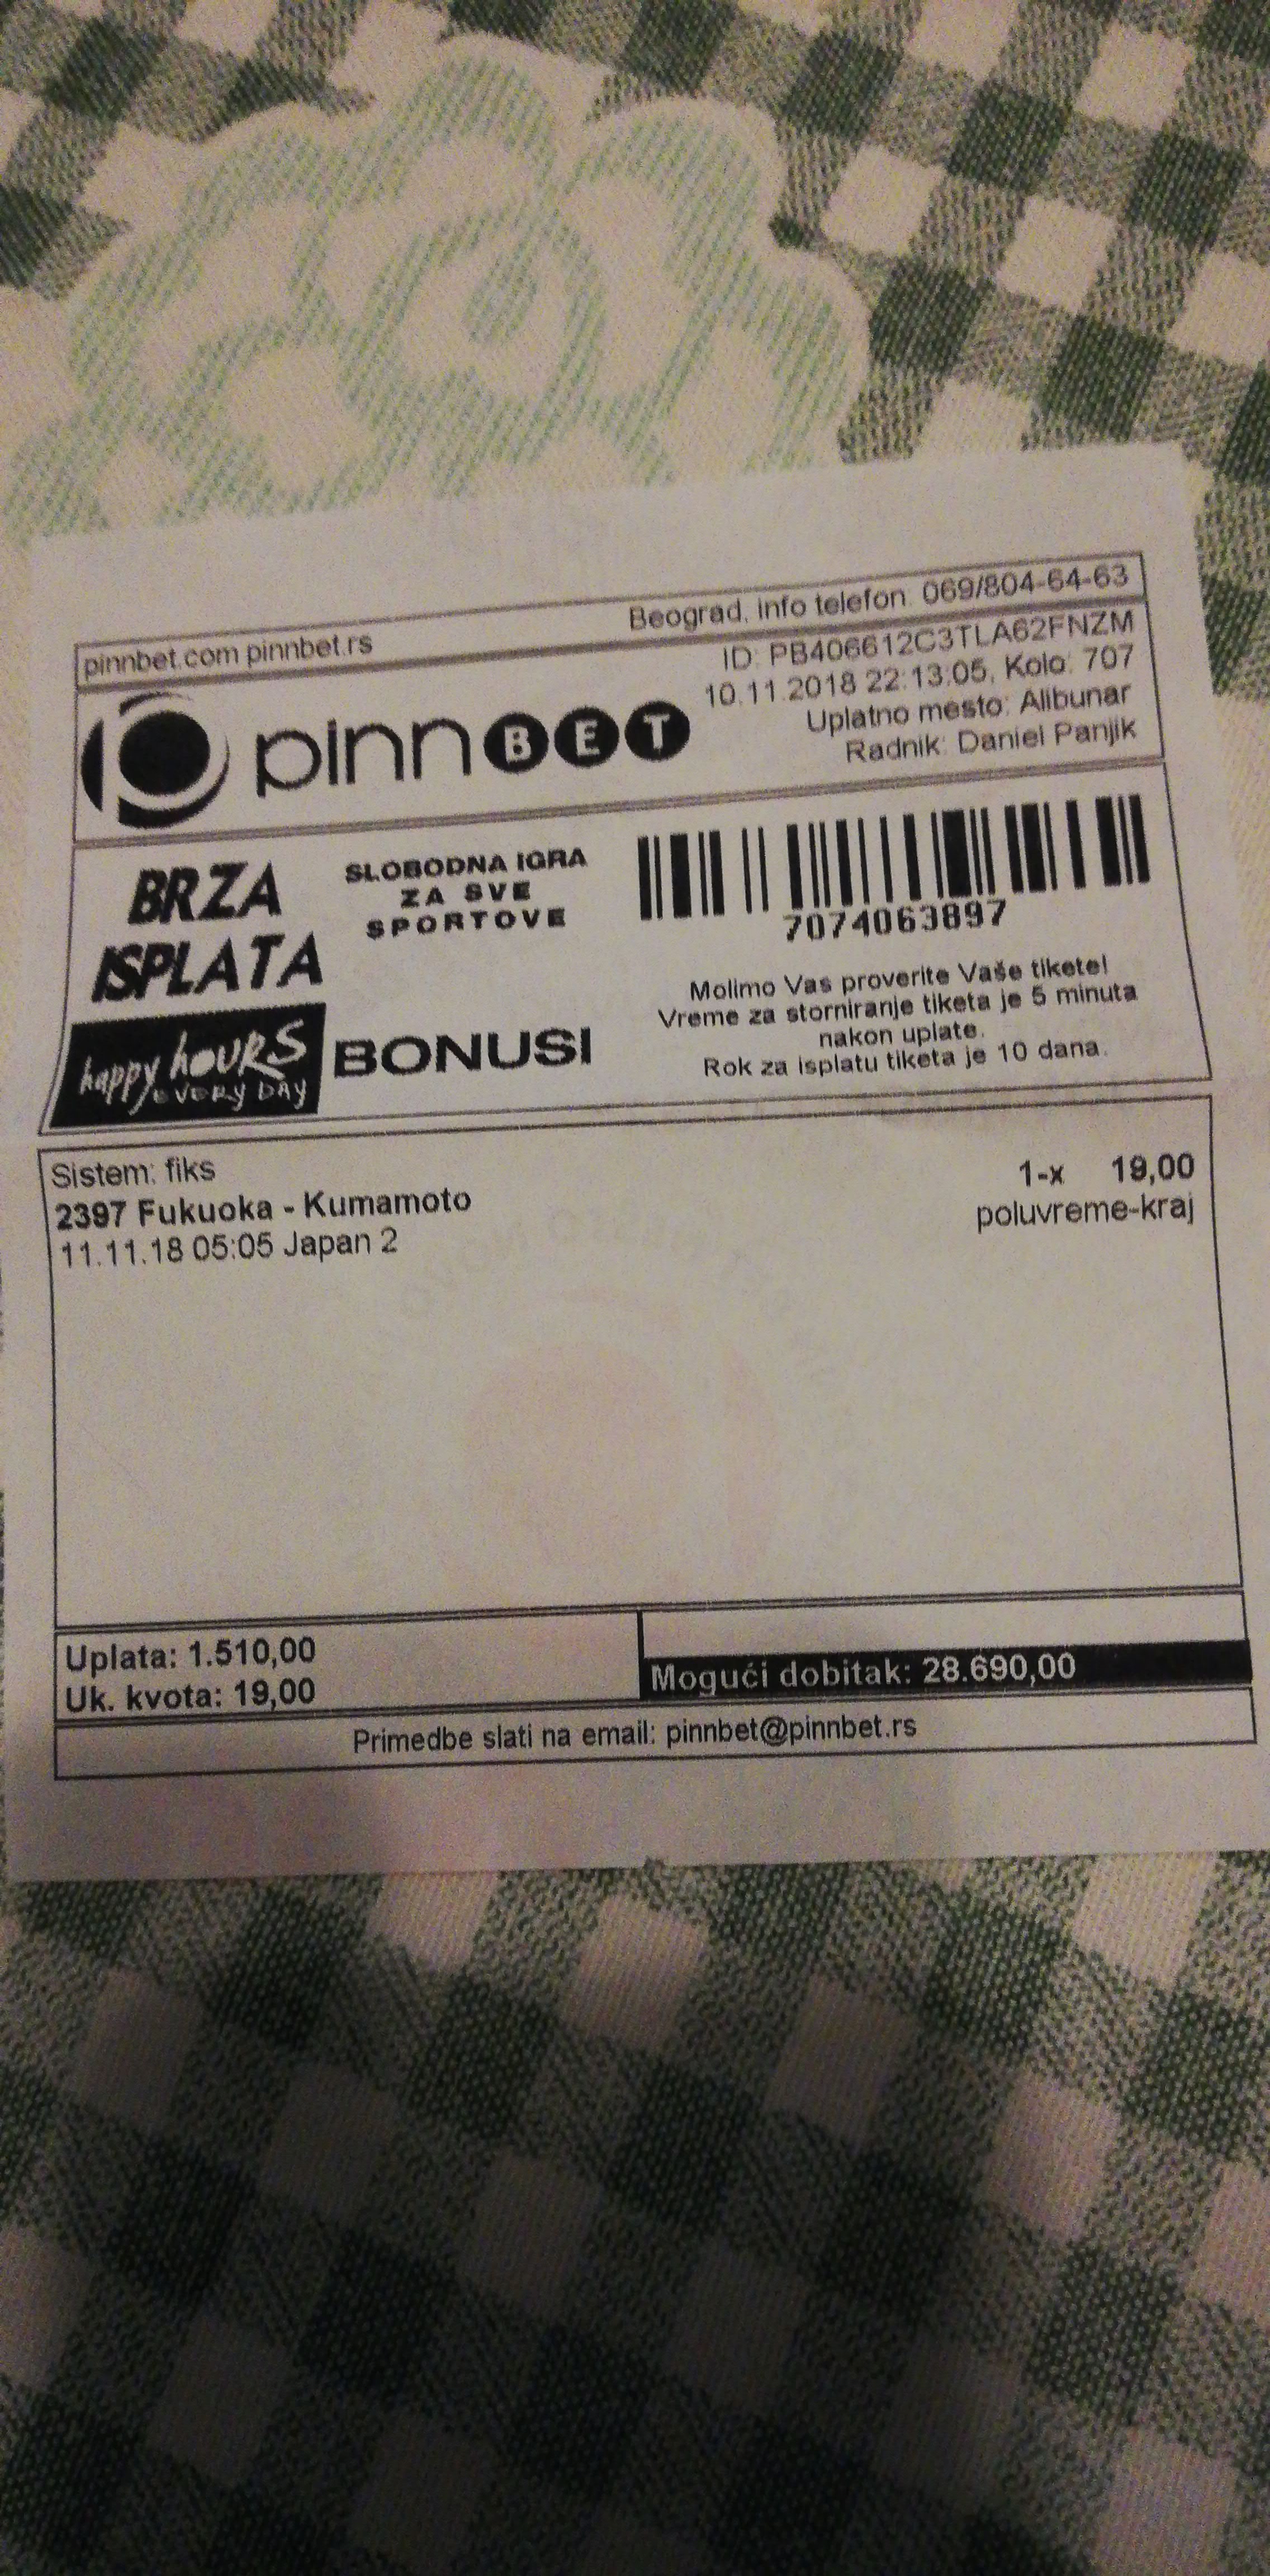 pinnbet.com pinnbet.rs
Beograd, info telefon: 069/804-64-63
pinnBET
ID: PB406612C3TLA62FNZM
10.11.2018 22:13:05, Kolo: 707
Uplatno mesto: Alibunar
Radnik: Daniel Panjik
BRZA
ISPLATA
SLOBODNA IGRA
ZA SVE
SPORTOVE
happy hOURS
eVERy DAy
BONUSI
7074063897
Molimo Vas proverite Vaše tikete!
Vreme za storniranje tiketa je 5 minuta
nakon uplate.
Rok za isplatu tiketa je 10 dana.
Sistem: fiks
2397 Fukuoka - Kumamoto
11.11.18 05:05 Japan 2
1-x 19,00
poluvreme-kraj
Uplata: 1.510,00
Uk. kvota: 19,00
Mogući dobitak: 28.690,00
Primedbe slati na email: pinnbet@pinnbet.rs